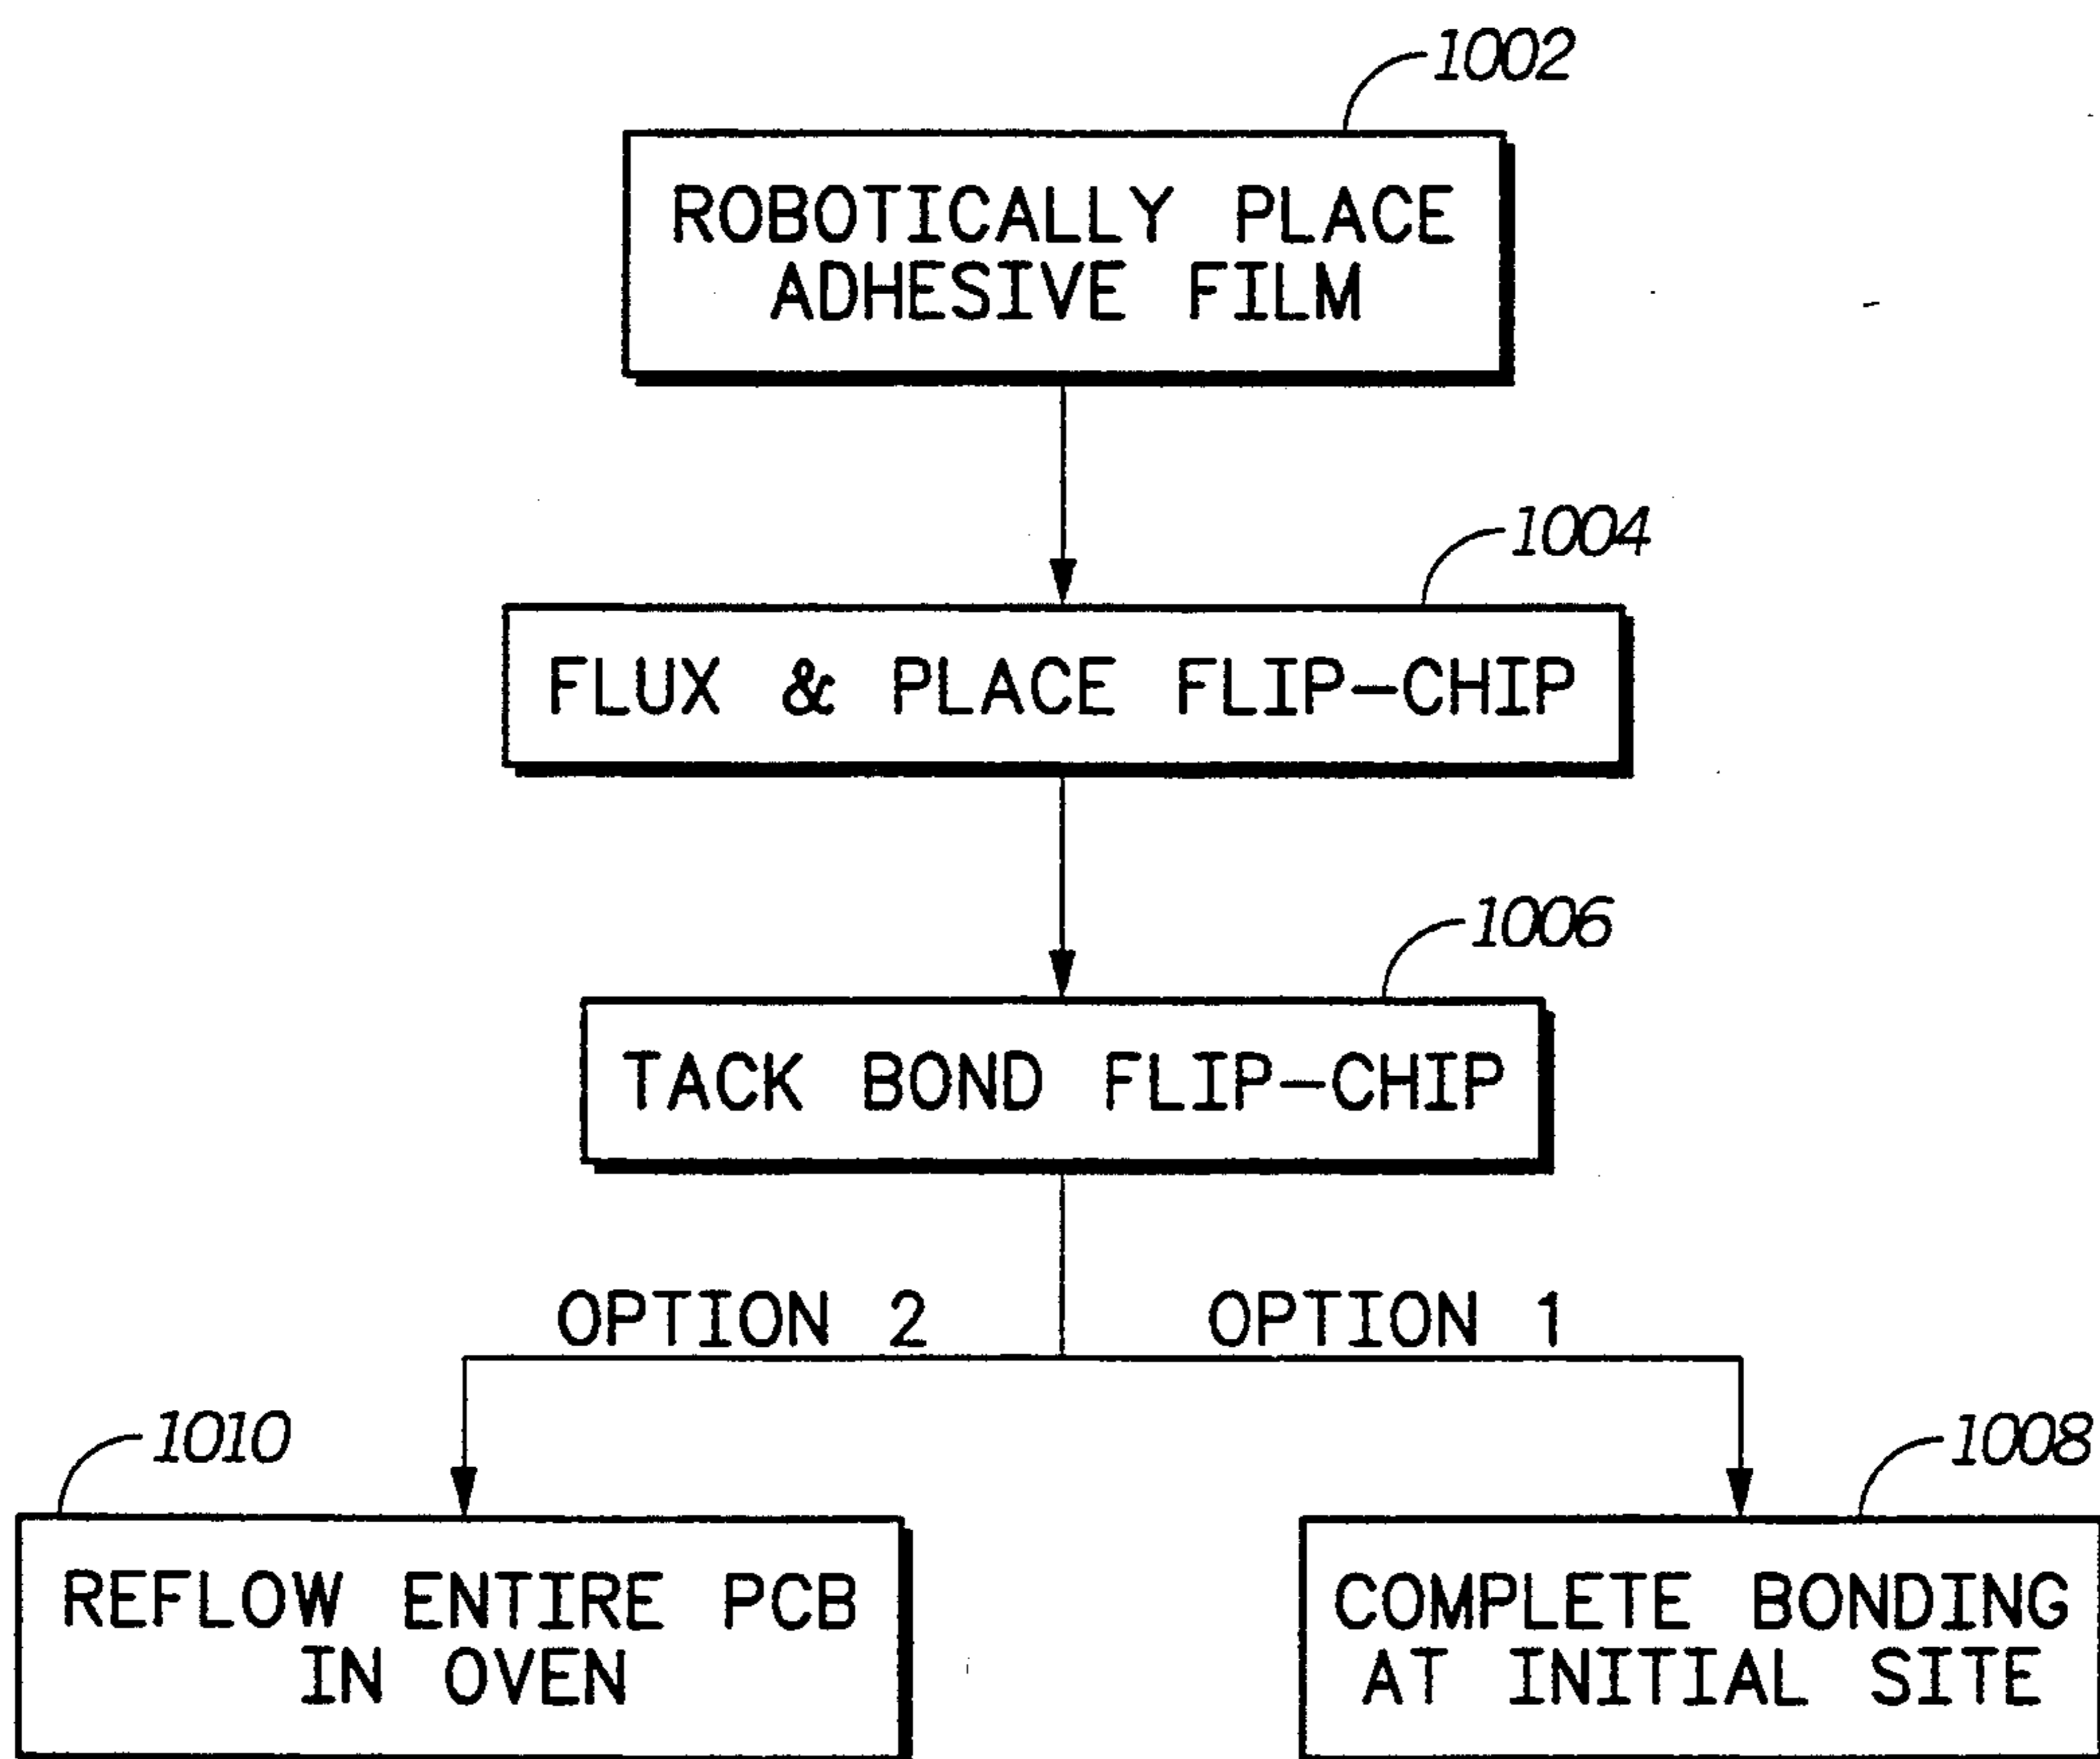 1002
ROBOTICALLY PLACE
ADHESIVE FILM
1004
FLUX & PLACE FLIP-CHIP
1006
TACK BOND FLIP-CHIP
OPTION 2
OPTION 1
1010
REFLOW ENTIRE PCB
IN OVEN
1008
COMPLETE BONDING
AT INITIAL SITE